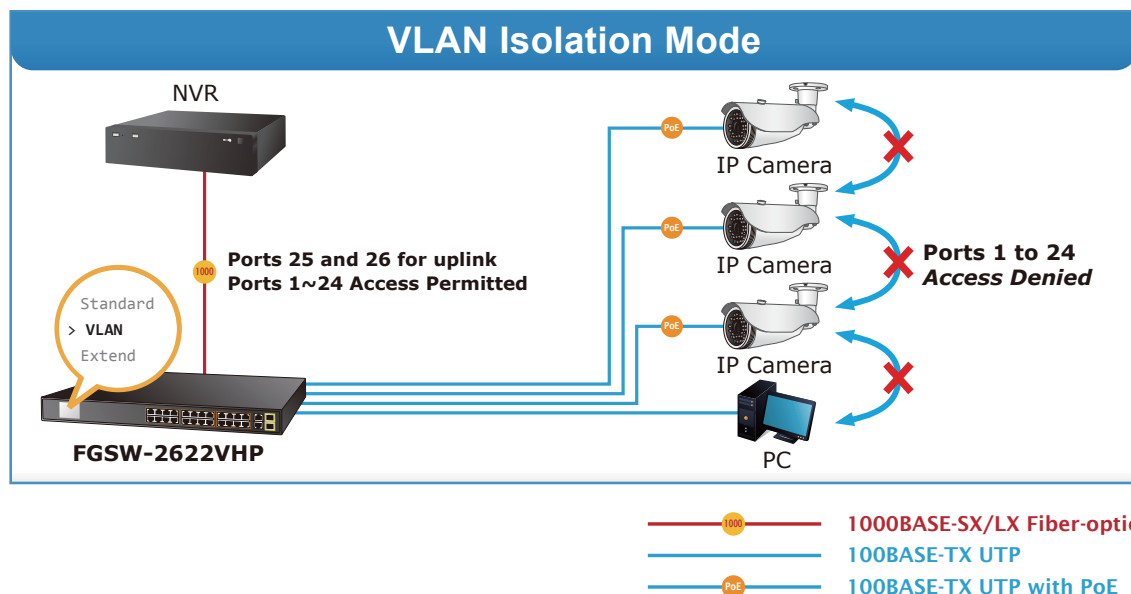 VLAN Isolation Mode
NVR
PoE
IP Camera
PoE
IP Camera
Ports 25 and 26 for uplink
Ports 1~24 Access Permitted
1000
Ports 1 to 24
Access Denied
Standard
> VLAN
Extend
PoE
IP Camera
FGSW-2622VHP
PC
1000
1000BASE-SX/LX Fiber-opti
100BASE-TX UTP
PoE
100BASE-TX UTP with PoE